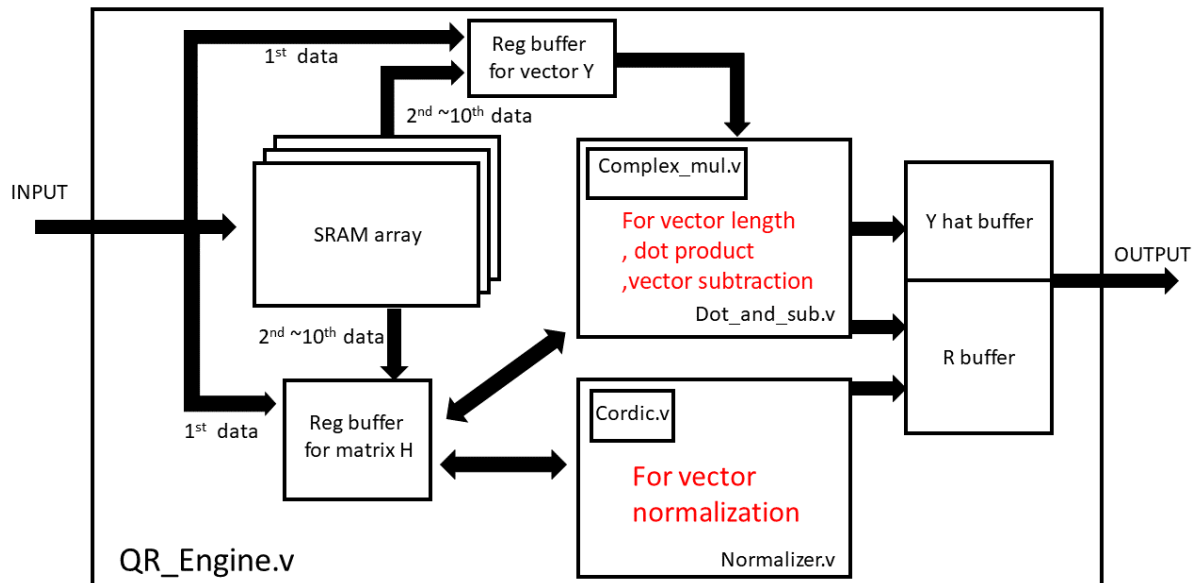 1st data
Reg buffer
for vector Y
2nd ~10th data
INPUT
SRAM array
Complex_mul.v
For vector length
, dot product
,vector subtraction
Dot_and_sub.v
Y hat buffer
OUTPUT
R buffer
2nd ~10th data
1st data
Reg buffer
for matrix H
Cordic.v
For vector
normalization
Normalizer.v
QR_Engine.v